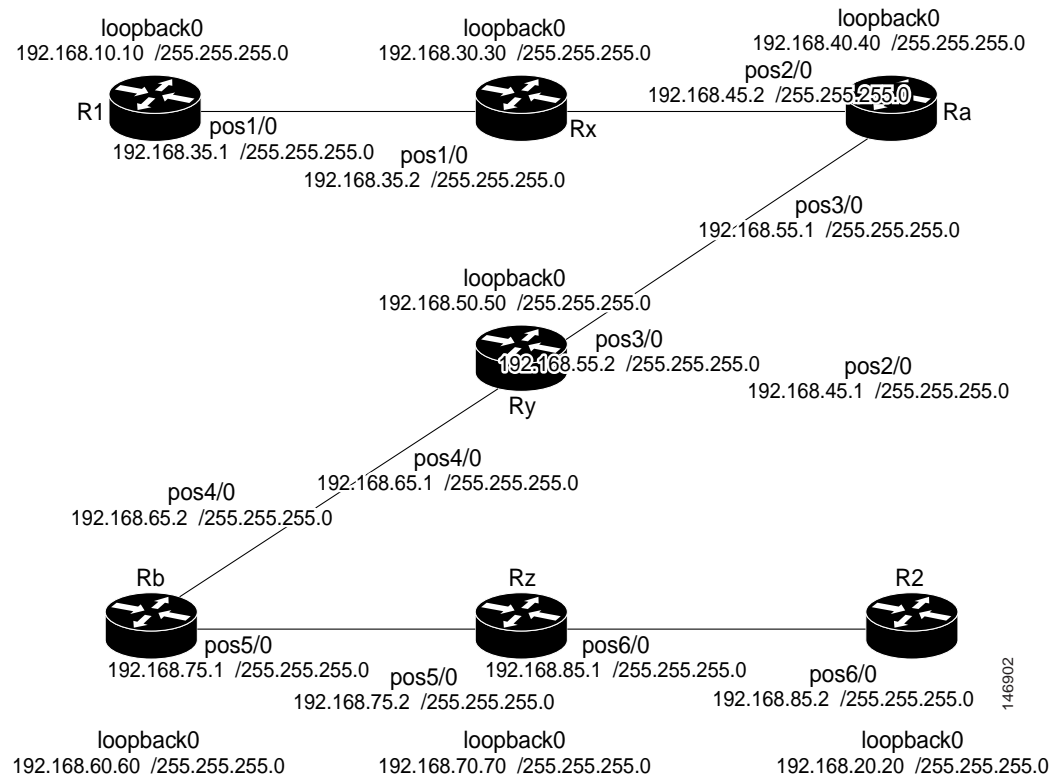 loopback0
192.168.10.10 /255.255.255.0
loopback0
192.168.30.30 /255.255.255.0
loopback0
192.168.40.40 /255.255.255.0
R1
pos1/0
192.168.35.1 /255.255.255.0
Rx
pos1/0
192.168.35.2 /255.255.255.0
pos2/0
192.168.45.2 /255.255.255.0
Ra
pos3/0
192.168.55.1 /255.255.255.0
loopback0
192.168.50.50 /255.255.255.0
pos3/0
192.168.55.2 /255.255.255.0
Ry
pos2/0
192.168.45.1 /255.255.255.0
pos4/0
192.168.65.1 /255.255.255.0
pos4/0
192.168.65.2 /255.255.255.0
Rb
Rz
R2
pos5/0
192.168.75.1 /255.255.255.0
pos5/0
192.168.75.2 /255.255.255.0
pos6/0
192.168.85.1 /255.255.255.0
pos6/0
192.168.85.2 /255.255.255.0
146902
loopback0
192.168.60.60 /255.255.255.0
loopback0
192.168.70.70 /255.255.255.0
loopback0
192.168.20.20 /255.255.255.0